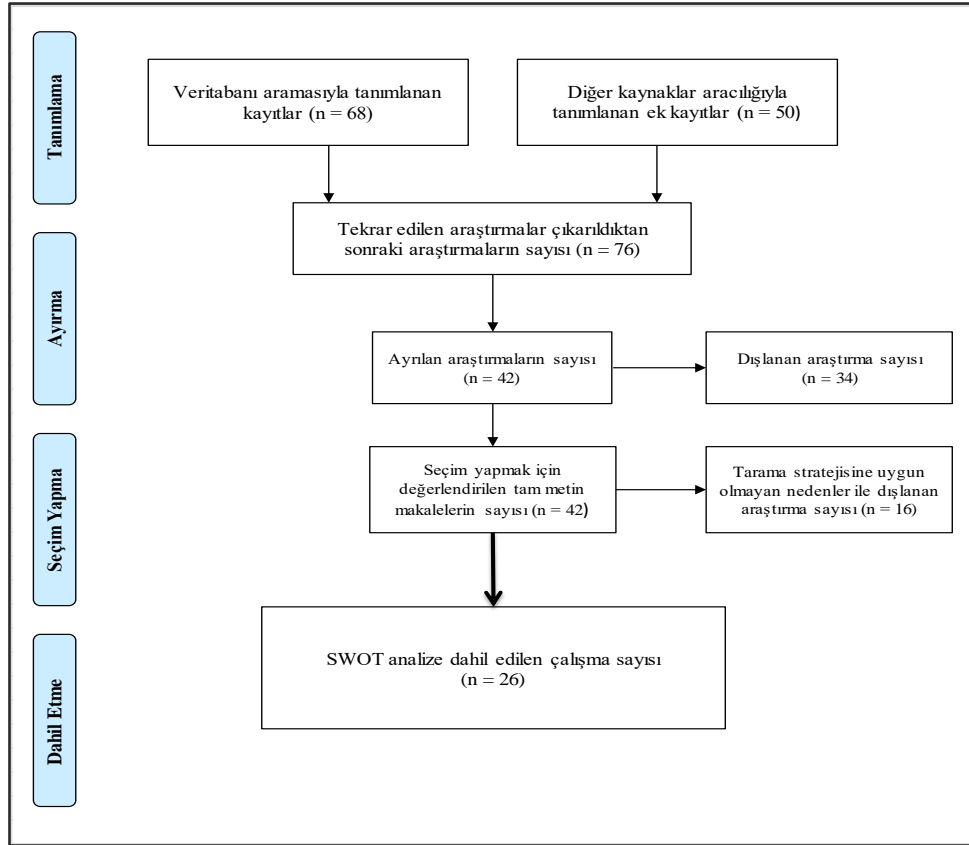 Tanımlama
Veritabanı aramasıyla tanımlanan
kayıtlar (n = 68)
Diğer kaynaklar aracılığıyla
tanımlanan ek kayıtlar (n = 50)
Tekrar edilen araştırmalar çıkarıldıktan
sonraki araştırmaların sayısı (n = 76)
Ayırma
Ayrılan araştırmaların sayısı
(n = 42)
Dışlanan araştırma sayısı
(n = 34)
Seçim Yapma
Seçim yapmak için
değerlendirilen tam metin
makalelerin sayısı (n = 42)
Tarama stratejisine uygun
olmayan nedenler ile dışlanan
araştırma sayısı (n = 16)
Dahil Etme
SWOT analize dahil edilen çalışma sayısı
(n = 26)